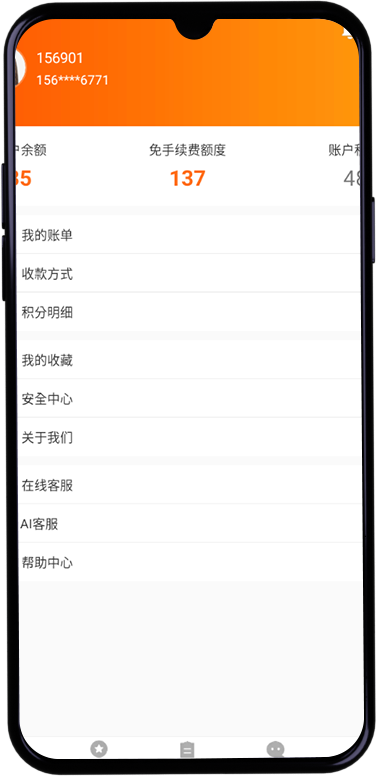 156901
156****6771
户余额 免手续费额度 账户积
35 137 48
我的账单
收款方式
积分明细
我的收藏
安全中心
关于我们
在线客服
AI客服
帮助中心